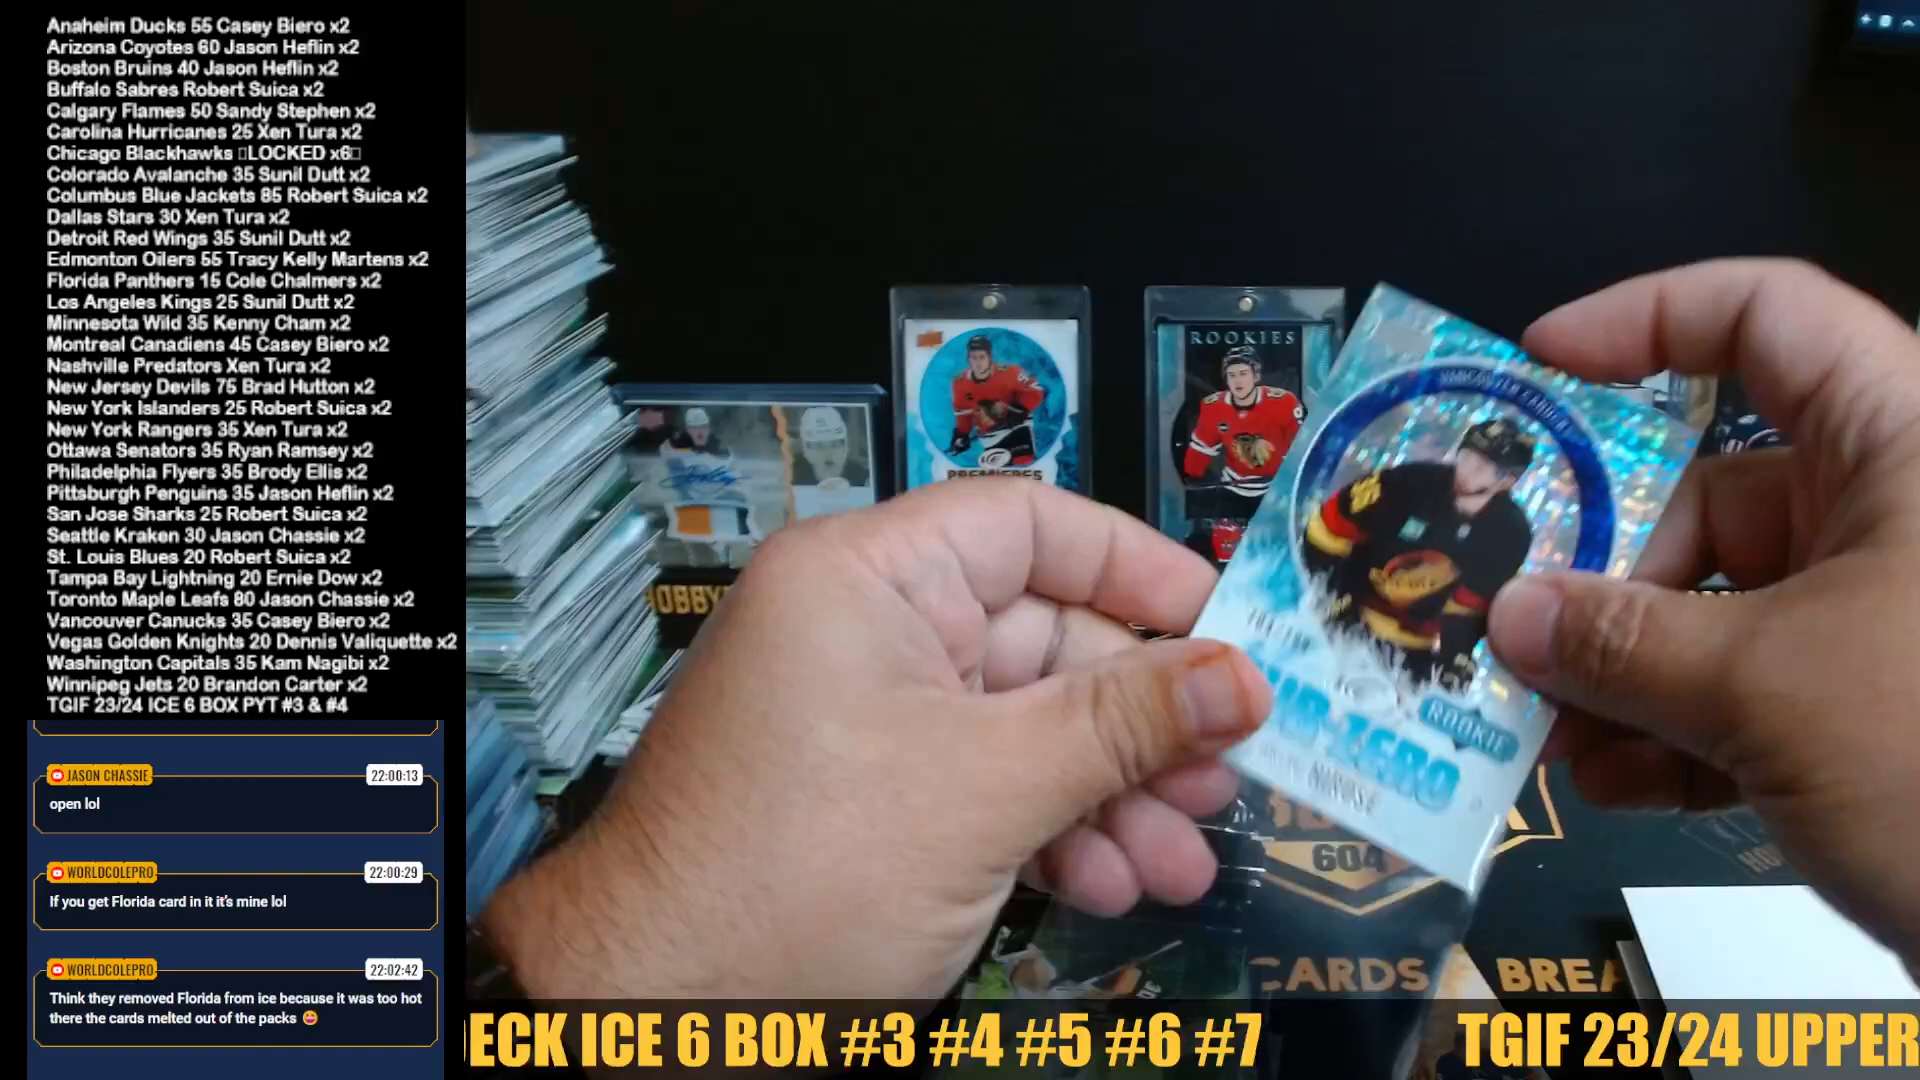 Anaheim Ducks 55 Casey Biero x2
Arizona Coyotes 60 Jason Heflin x2
Boston Bruins 40 Jason Heflin x2
Buffalo Sabres Robert Suica x2
Calgary Flames 50 Sandy Stephen x2
Carolina Hurricanes 25 Xen Tura x2
Chicago Blackhawks LOCKED x6
Colorado Avalanche 35 Sunil Dutt x2
Columbus Blue Jackets 85 Robert Suica x2
Dallas Stars 30 Xen Tura x2
Detroit Red Wings 35 Sunil Dutt x2
Edmonton Oilers 55 Tracy Kelly Martens x2
Florida Panthers 15 Cole Chalmers x2
Los Angeles Kings 25 Sunil Dutt x2
Minnesota Wild 35 Kenny Cham x2
Montreal Canadiens 45 Casey Biero x2
Nashville Predators Xen Tura x2
New Jersey Devils 75 Brad Hutton x2
New York Islanders 25 Robert Suica x2
New York Rangers 35 Xen Tura x2
Ottawa Senators 35 Ryan Ramsey x2
Philadelphia Flyers 35 Brody Ellis x2
Pittsburgh Penguins 35 Jason Heflin x2
San Jose Sharks 25 Robert Suica x2
Seattle Kraken 30 Jason Chassie x2
St. Louis Blues 20 Robert Suica x2
Tampa Bay Lightning 20 Ernie Dow x2
Toronto Maple Leafs 80 Jason Chassie x2
Vancouver Canucks 35 Casey Biero x2
Vegas Golden Knights 20 Dennis Valiquette x2
Washington Capitals 35 Kam Nagibi x2
Winnipeg Jets 20 Brandon Carter x2
TGIF 23/24 ICE 6 BOX PYT #3 & #4
JASON CHASSIE 22:00:13
open lol
WORLDCOLEPRO 22:00:29
If you get Florida card in it it's mine lol
WORLDCOLEPRO 22:02:42
Think they removed Florida from ice because it was too hot
there the cards melted out of the packs 😆
PREMIERES
ROOKIES
VANCOUVER CANUCKS
ROOKIE
604
CARDS
ECK ICE 6 BOX #3 #4 #5 #6 #7 TGIF 23/24 UPPER